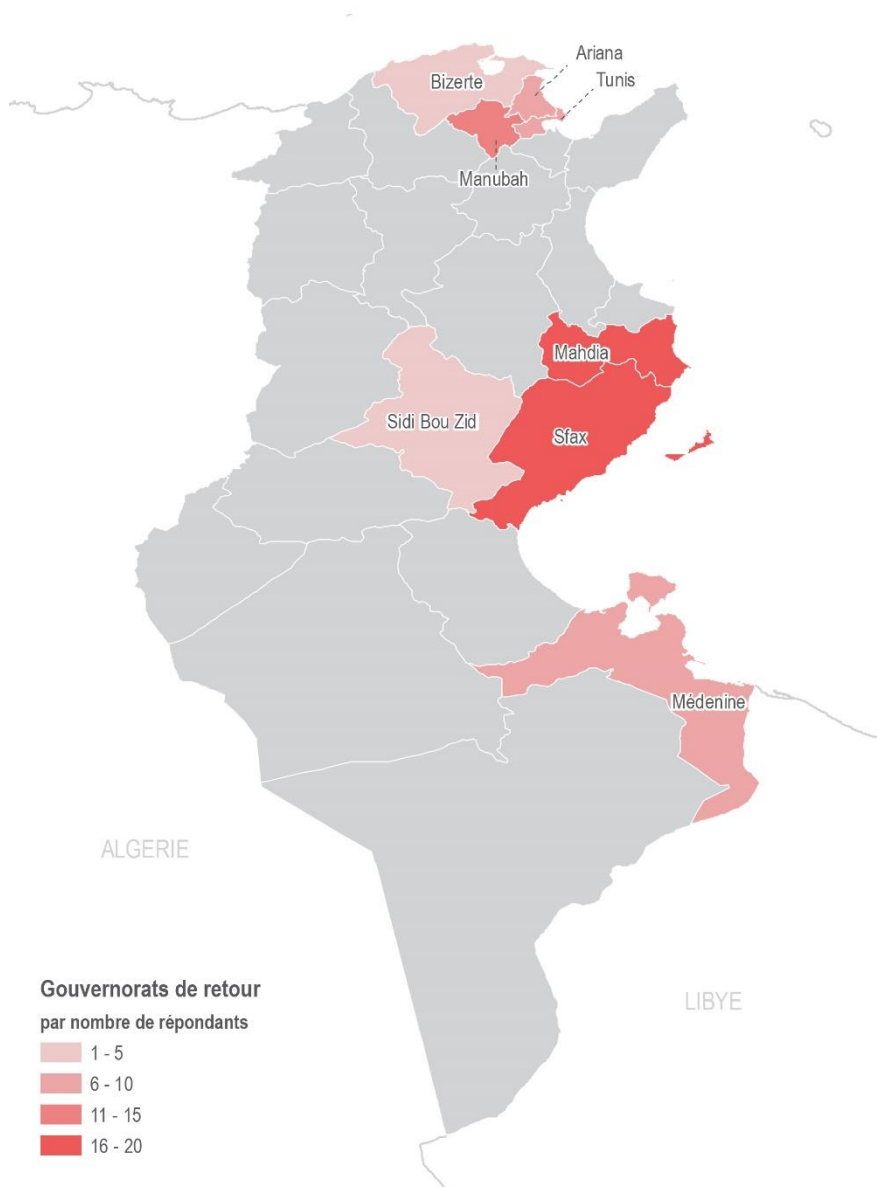 Ariana
Bizerte
Tunis
Manubah
Mahdia
Sidi Bou Zid
Sfax
Médenine
ALGERIE
LIBYE
Gouvernorats de retour
par nombre de répondants
1 - 5
6 - 10
11 - 15
16 - 20